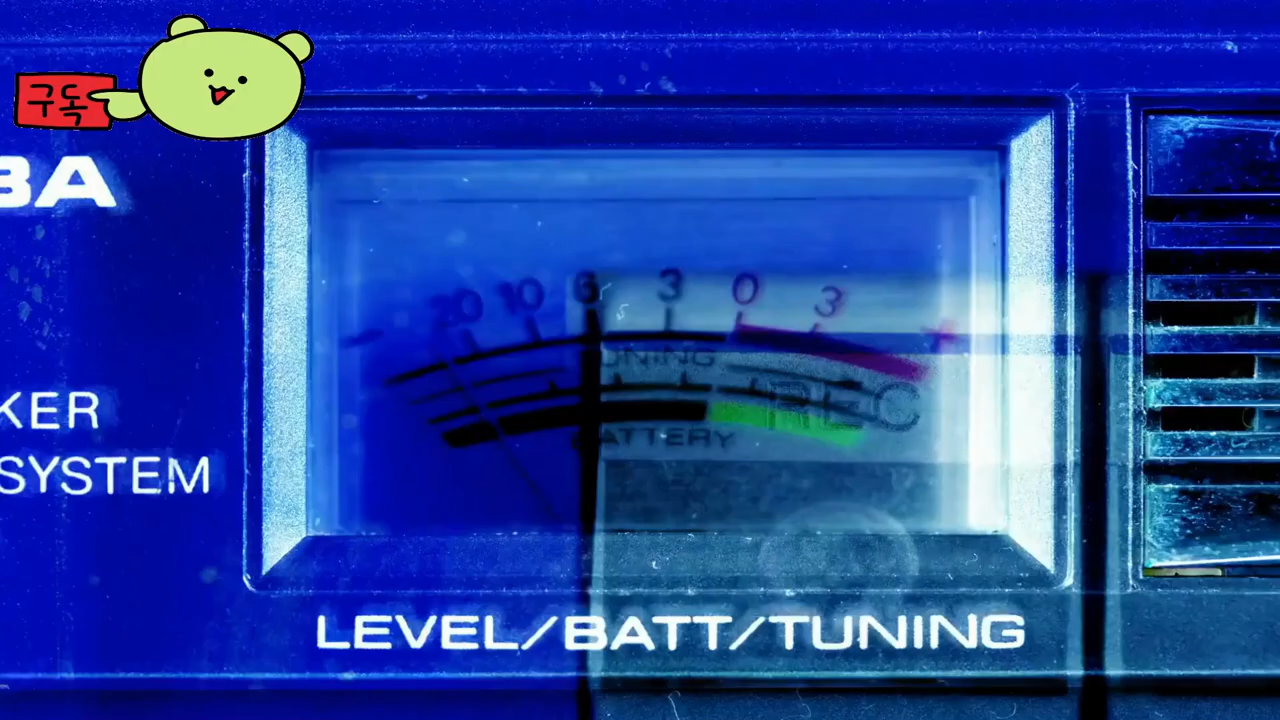 구독
BA
20 10 6 3 0 3 +
TUNING
REC
BATTERY
KER
SYSTEM
LEVEL/BATT/TUNING